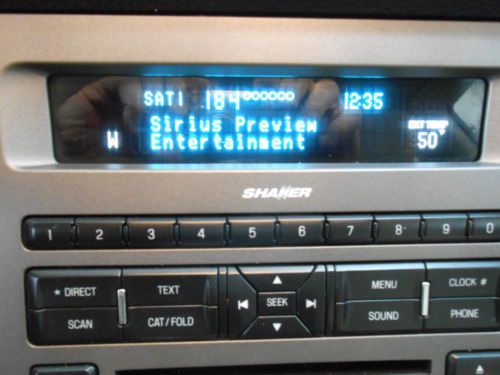 SAT1 184 12:35
Sirius Preview EXT TEMP
W Entertainment 50°
SHAKER
1 2 3 4 5 6 7 8 9 0
* DIRECT TEXT MENU CLOCK #
SEEK
SCAN CAT/FOLD SOUND PHONE